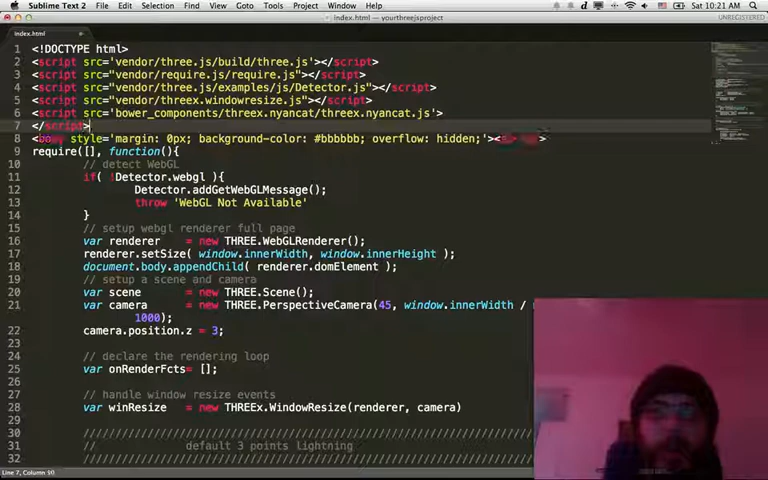 Sublime Text 2 File Edit Selection Find View Goto Tools Project Window Help Sat 10:21 AM
index.html — yourthreejsproject UNREGISTERED
index.html
1 <!DOCTYPE html>
2 <script src='vendor/three.js/build/three.js'></script>
3 <script src='vendor/require.js/require.js"></script>
4 <script src='vendor/three.js/examples/js/Detector.js"></script>
5 <script src='vendor/threex.windowresize.js"></script>
6 <script src='bower_components/threex.nyancat/threex.nyancat.js'>
7 </script>
8 <body style='margin: 0px; background-color: #bbbbbb; overflow: hidden;'><
9 require([], function(){
10 // detect WebGL
11 if( !Detector.webgl ){
12 Detector.addGetWebGLMessage();
13 throw 'WebGL Not Available'
14 }
15 // setup webgl renderer full page
16 var renderer = new THREE.WebGLRenderer();
17 renderer.setSize( window.innerWidth, window.innerHeight );
18 document.body.appendChild( renderer.domElement );
19 // setup a scene and camera
20 var scene = new THREE.Scene();
21 var camera = new THREE.PerspectiveCamera(45, window.innerWidth /
1000);
22 camera.position.z = 3;
23
24 // declare the rendering loop
25 var onRenderFcts= [];
26
27 // handle window resize events
28 var winResize = new THREEx.WindowResize(renderer, camera)
29
30 ////////////////////////////////////////////////////////////
31 // default 3 points lightning
32 ////////////////////////////////////////////////////////////